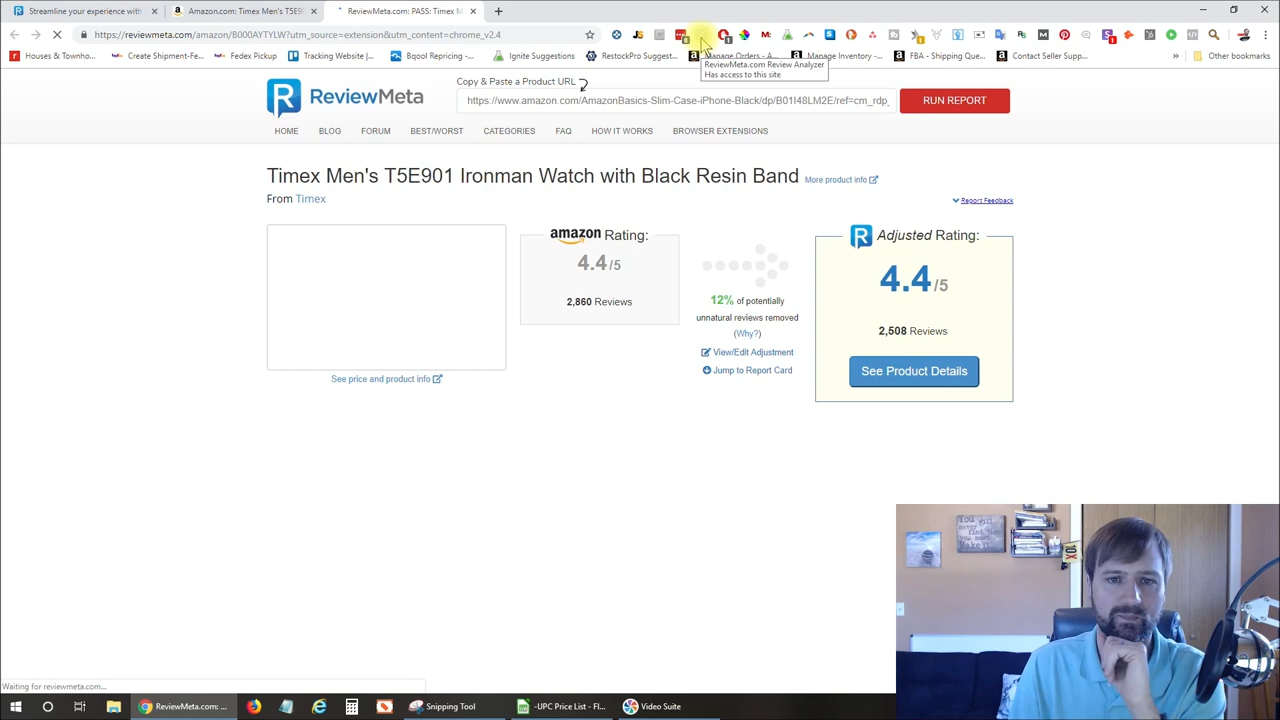 Streamline your experience with
Amazon.com: Timex Men's T5E90
ReviewMeta.com: PASS: Timex M
https://reviewmeta.com/amazon/B000AYTYLW?utm_source=extension&utm_content=chrome_v2.4
Houses & Townho...
Create Shipment-Fe...
Fedex Pickup
Tracking Website |...
Bqool Repricing -...
Ignite Suggestions
RestockPro Suggest...
Manage Orders - A...
Manage Inventory -...
FBA - Shipping Que...
Contact Seller Supp...
Other bookmarks
ReviewMeta.com Review Analyzer
Has access to this site
ReviewMeta
Copy & Paste a Product URL
https://www.amazon.com/AmazonBasics-Slim-Case-iPhone-Black/dp/B01I48LM2E/ref=cm_rdp_
RUN REPORT
HOME
BLOG
FORUM
BEST/WORST
CATEGORIES
FAQ
HOW IT WORKS
BROWSER EXTENSIONS
Timex Men's T5E901 Ironman Watch with Black Resin Band
More product info
From Timex
Report Feedback
See price and product info
amazon Rating:
4.4/5
2,860 Reviews
12% of potentially
unnatural reviews removed
(Why?)
View/Edit Adjustment
Jump to Report Card
Adjusted Rating:
4.4/5
2,508 Reviews
See Product Details
10X
Waiting for reviewmeta.com...
ReviewMeta.com: ...
Snipping Tool
-UPC Price List - Fl...
Video Suite